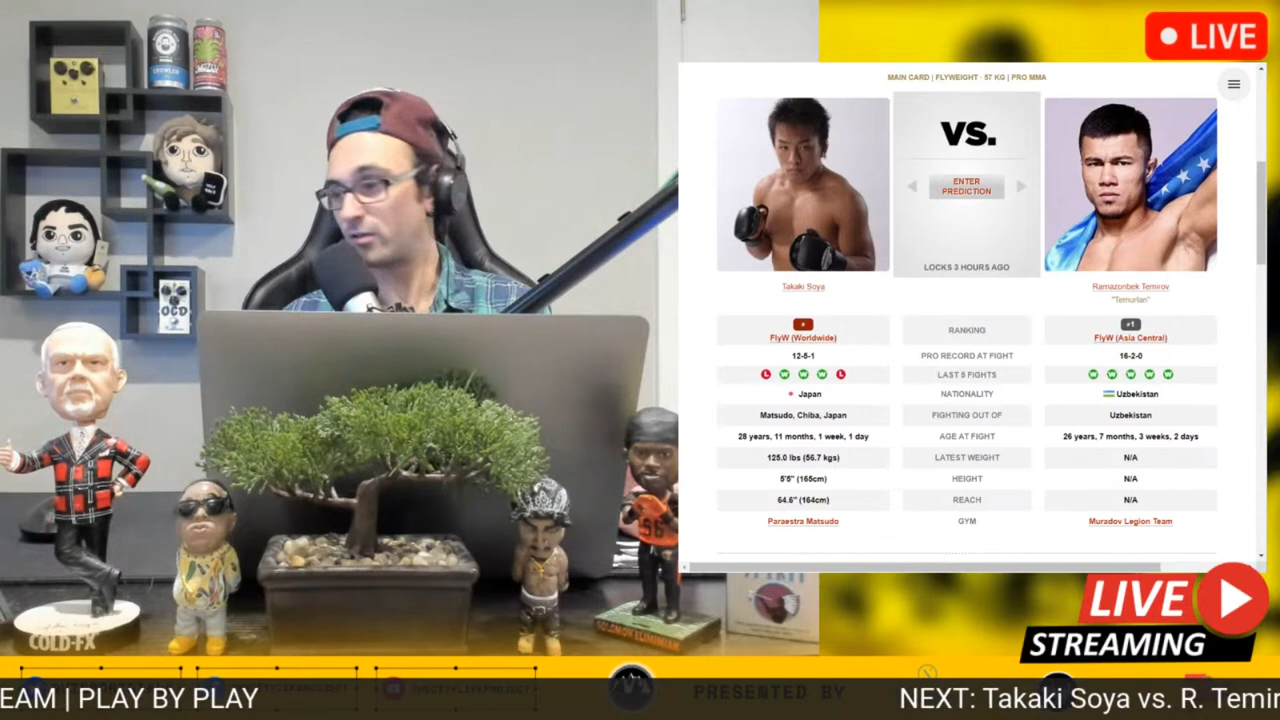 LIVE
MAIN CARD | FLYWEIGHT · 57 KG | PRO MMA
VS.
ENTER
PREDICTION
LOCKS 3 HOURS AGO
Takaki Soya
Ramazonbek Temirov
"Temurlan"
#1
FlyW (Worldwide) RANKING FlyW (Asia Central)
12-5-1 PRO RECORD AT FIGHT 16-2-0
L W W W L LAST 5 FIGHTS W W W W W
Japan NATIONALITY Uzbekistan
Matsudo, Chiba, Japan FIGHTING OUT OF Uzbekistan
28 years, 11 months, 1 week, 1 day AGE AT FIGHT 26 years, 7 months, 3 weeks, 2 days
125.0 lbs (56.7 kgs) LATEST WEIGHT N/A
5'5" (165cm) HEIGHT N/A
64.6" (164cm) REACH N/A
Paraestra Matsudo GYM Muradov Legion Team
CROWLER
OCD
COLD-FX
SOLOMON ELIMIMIAN
LIVE
STREAMING
PRESENTED BY
EAM | PLAY BY PLAY
NEXT: Takaki Soya vs. R. Temir